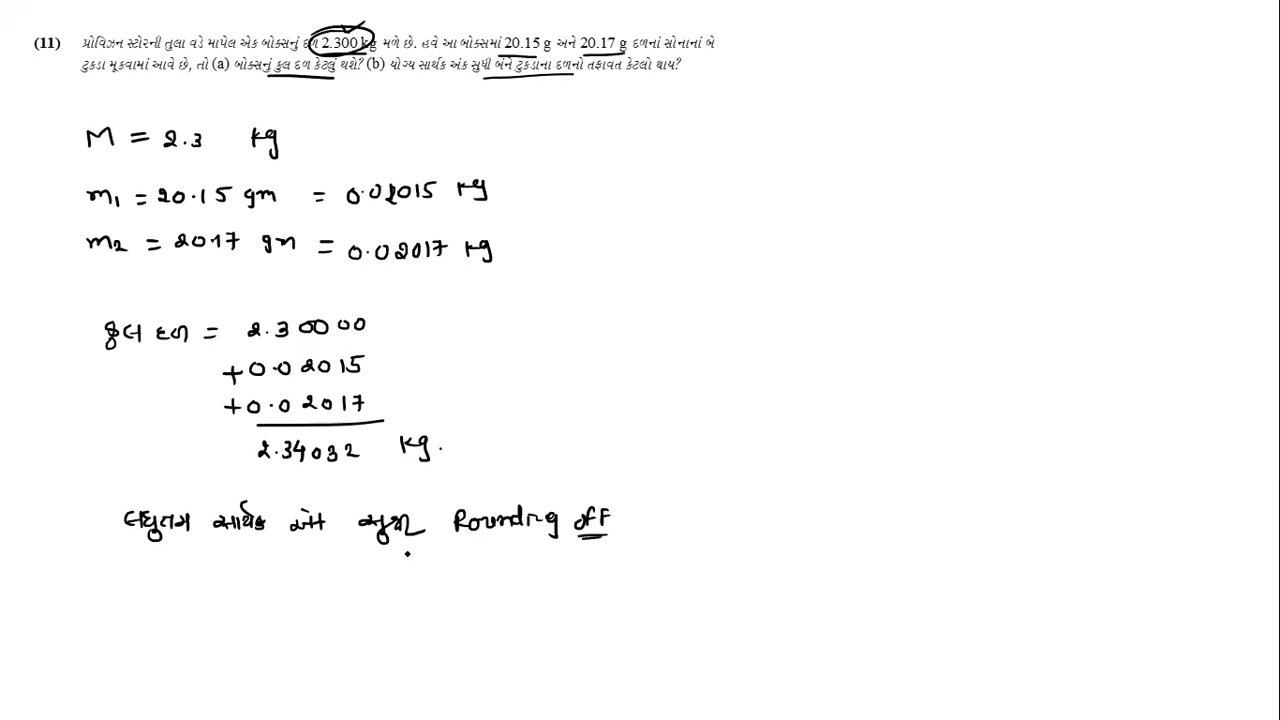 (11) પ્રોવિઝન સ્ટોરની તુલા વડે માપેલ એક બોક્સનું દળ 2.300 kg મળે છે. હવે આ બોક્સમાં 20.15 g અને 20.17 g દળનાં સોનાનાં બે
ટુકડા મૂકવામાં આવે છે, તો (a) બોક્સનું કુલ દળ કેટલું થશે? (b) યોગ્ય સાર્થક અંક સુધી બંને ટુકડાના દળનો તફાવત કેટલો થાય?
M = 2.3 kg
m1 = 20.15 gm = 0.02015 kg
m2 = 20.17 gm = 0.02017 kg
કુલ દળ = 2.30000
+0.02015
+0.02017
2.34032 kg.
લઘુતમ સાર્થક અંક Rounding off